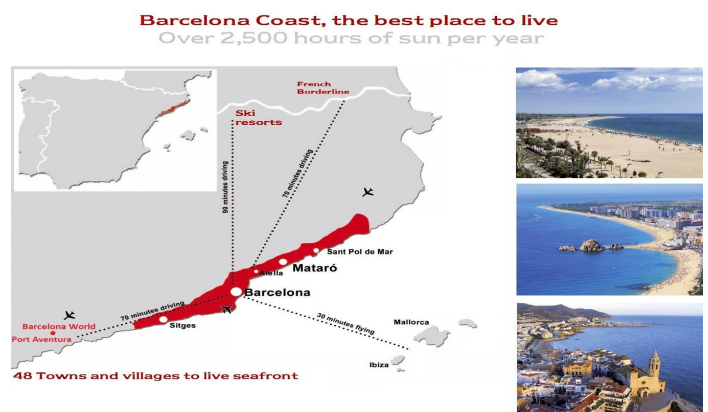 Barcelona Coast, the best place to live
Over 2,500 hours of sun per year
French
Borderline
Ski
resorts
90 minutes driving
70 minutes driving
Sant Pol de Mar
Mataró
Alella
Barcelona
70 minutes driving
30 minutes flying
Barcelona World
Port Aventura
Sitges
Mallorca
Ibiza
48 Towns and villages to live seafront